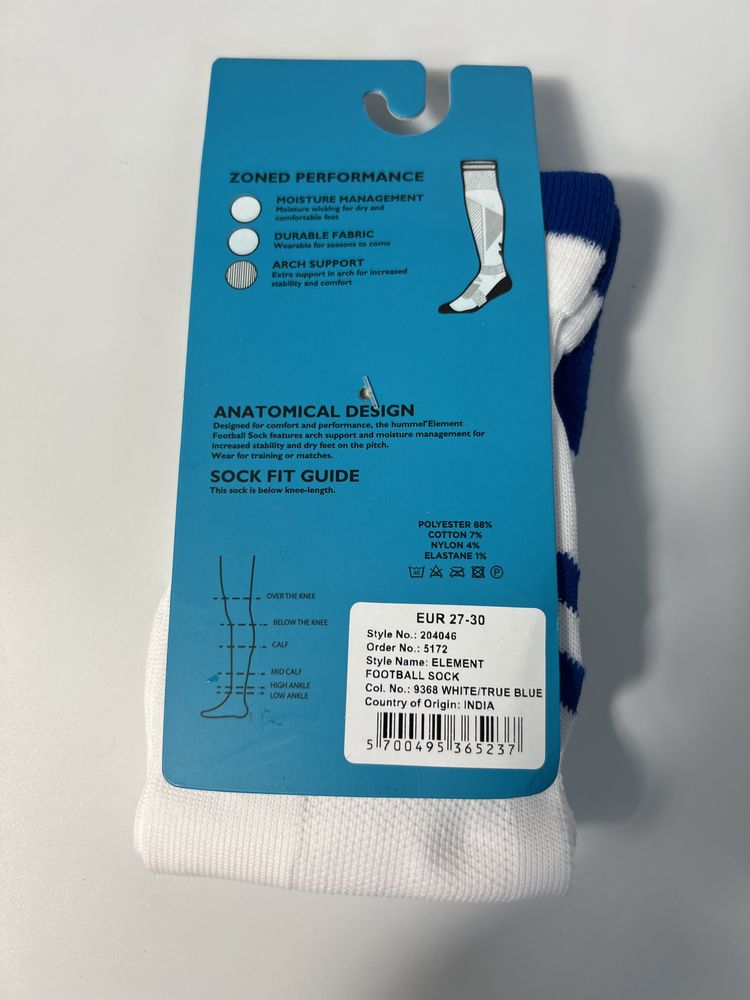 ZONED PERFORMANCE
MOISTURE MANAGEMENT
Moisture wicking for dry and
comfortable feet
DURABLE FABRIC
Wearable for seasons to come
ARCH SUPPORT
Extra support in arch for increased
stability and comfort
ANATOMICAL DESIGN
Designed for comfort and performance, the hummel® Element
Football Sock features arch support and moisture management for
increased stability and dry feet on the pitch.
Wear for training or matches.
SOCK FIT GUIDE
This sock is below knee-length.
POLYESTER 88%
COTTON 7%
NYLON 4%
ELASTANE 1%
40
P
OVER THE KNEE
BELOW THE KNEE
CALF
MID CALF
HIGH ANKLE
LOW ANKLE
EUR 27-30
Style No.: 204046
Order No.: 5172
Style Name: ELEMENT
FOOTBALL SOCK
Col. No.: 9368 WHITE/TRUE BLUE
Country of Origin: INDIA
5 700495 365237